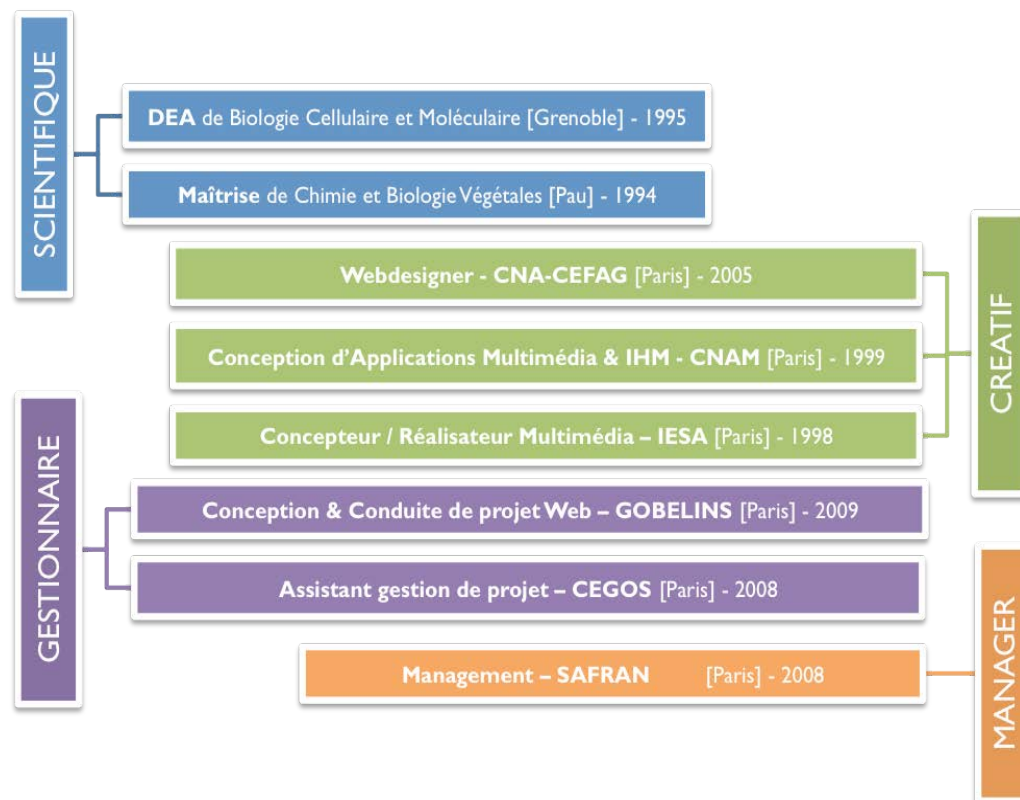 SCIENTIFIQUE
DEA de Biologie Cellulaire et Moléculaire [Grenoble] - 1995
Maîtrise de Chimie et Biologie Végétales [Pau] - 1994
CREATIF
Webdesigner - CNA-CEFAG [Paris] - 2005
Conception d'Applications Multimédia & IHM - CNAM [Paris] - 1999
Concepteur / Réalisateur Multimédia – IESA [Paris] - 1998
GESTIONNAIRE
Conception & Conduite de projet Web – GOBELINS [Paris] - 2009
Assistant gestion de projet – CEGOS [Paris] - 2008
MANAGER
Management – SAFRAN [Paris] - 2008